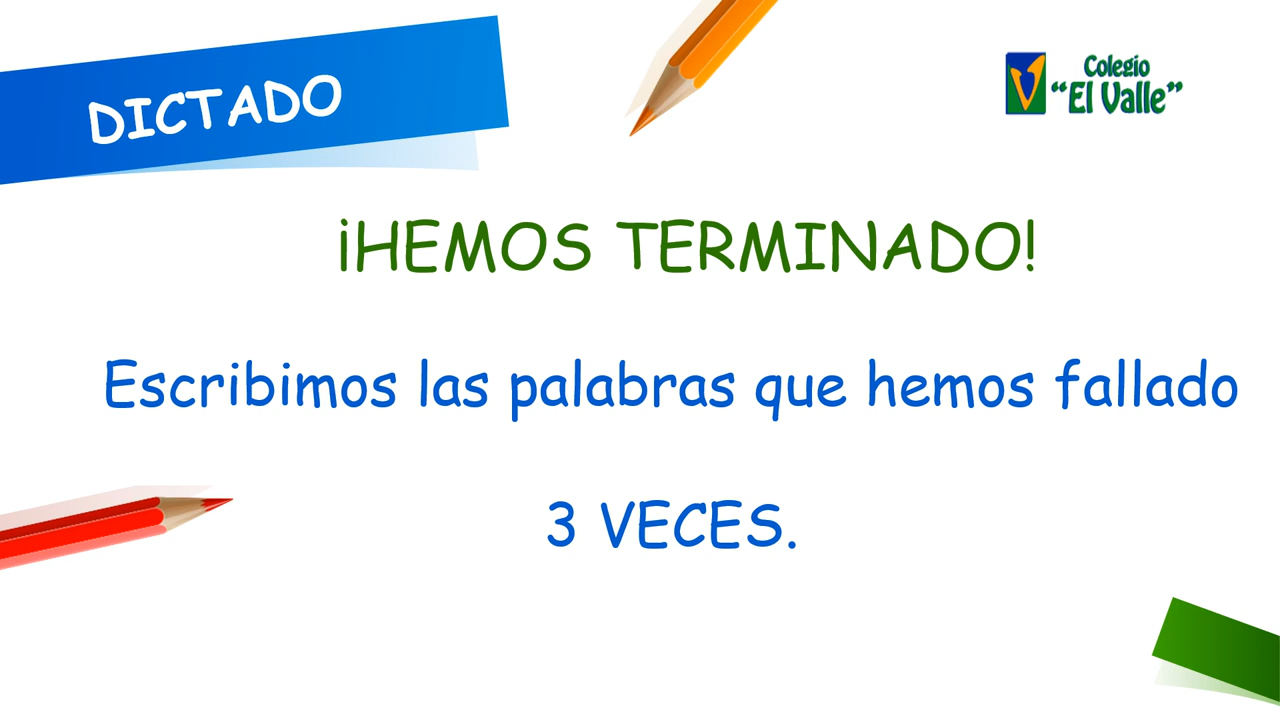 DICTADO
Colegio
“El Valle”
¡HEMOS TERMINADO!
Escribimos las palabras que hemos fallado
3 VECES.